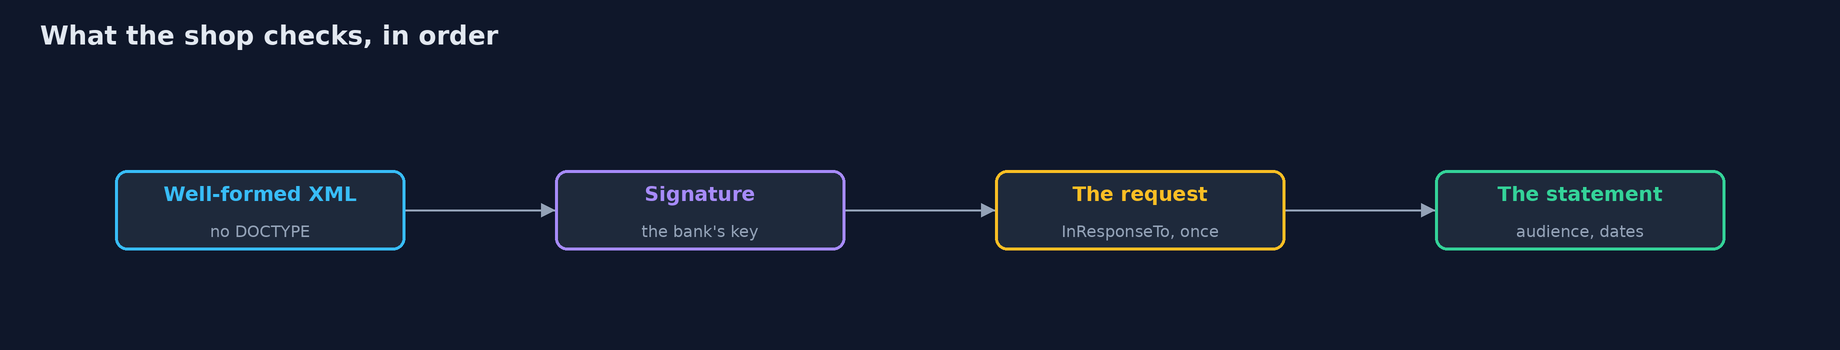 What the shop checks, in order
Well-formed XML
no DOCTYPE
Signature
the bank's key
The request
InResponseTo, once
The statement
audience, dates